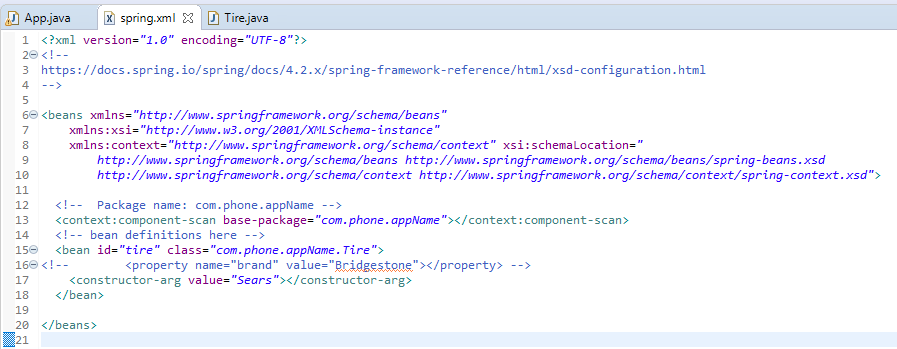 App.java spring.xml Tire.java
1 <?xml version="1.0" encoding="UTF-8"?>
2 <!--
3 https://docs.spring.io/spring/docs/4.2.x/spring-framework-reference/html/xsd-configuration.html
4 -->
5
6 <beans xmlns="http://www.springframework.org/schema/beans"
7 xmlns:xsi="http://www.w3.org/2001/XMLSchema-instance"
8 xmlns:context="http://www.springframework.org/schema/context" xsi:schemaLocation="
9 http://www.springframework.org/schema/beans http://www.springframework.org/schema/beans/spring-beans.xsd
10 http://www.springframework.org/schema/context http://www.springframework.org/schema/context/spring-context.xsd">
11
12 <!-- Package name: com.phone.appName -->
13 <context:component-scan base-package="com.phone.appName"></context:component-scan>
14 <!-- bean definitions here -->
15 <bean id="tire" class="com.phone.appName.Tire">
16 <!-- <property name="brand" value="Bridgestone"></property> -->
17 <constructor-arg value="Sears"></constructor-arg>
18 </bean>
19
20 </beans>
21